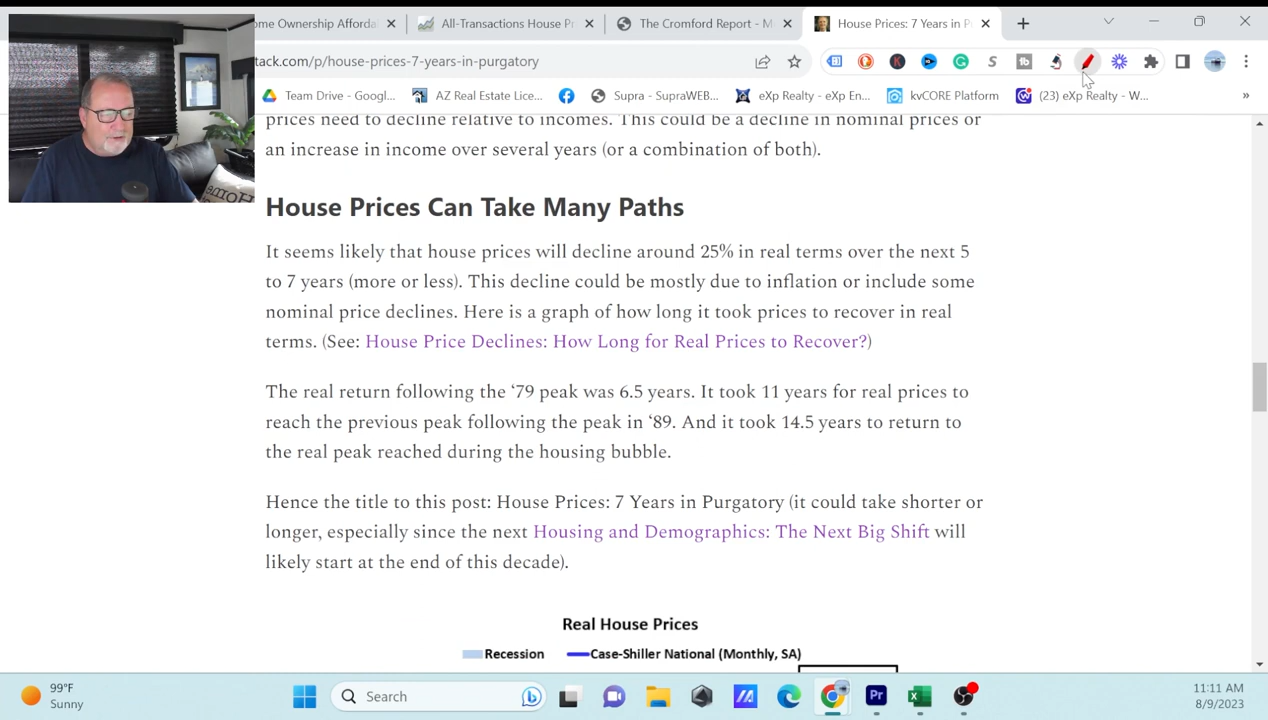 ome Ownership Afforda
All-Transactions House Pr
The Cromford Report - M
House Prices: 7 Years in P
tack.com/p/house-prices-7-years-in-purgatory
Team Drive - Googl...
AZ Real Estate Lice...
Supra - SupraWEB...
eXp Realty - eXp En...
kvCORE Platform
(23) eXp Realty - W...
»
prices need to decline relative to incomes. This could be a decline in nominal prices or
an increase in income over several years (or a combination of both).
House Prices Can Take Many Paths
It seems likely that house prices will decline around 25% in real terms over the next 5
to 7 years (more or less). This decline could be mostly due to inflation or include some
nominal price declines. Here is a graph of how long it took prices to recover in real
terms. (See: House Price Declines: How Long for Real Prices to Recover?)
The real return following the ‘79 peak was 6.5 years. It took 11 years for real prices to
reach the previous peak following the peak in ‘89. And it took 14.5 years to return to
the real peak reached during the housing bubble.
Hence the title to this post: House Prices: 7 Years in Purgatory (it could take shorter or
longer, especially since the next Housing and Demographics: The Next Big Shift will
likely start at the end of this decade).
Real House Prices
Recession
Case-Shiller National (Monthly, SA)
99°F
Sunny
Search
Pr
11:11 AM
8/9/2023